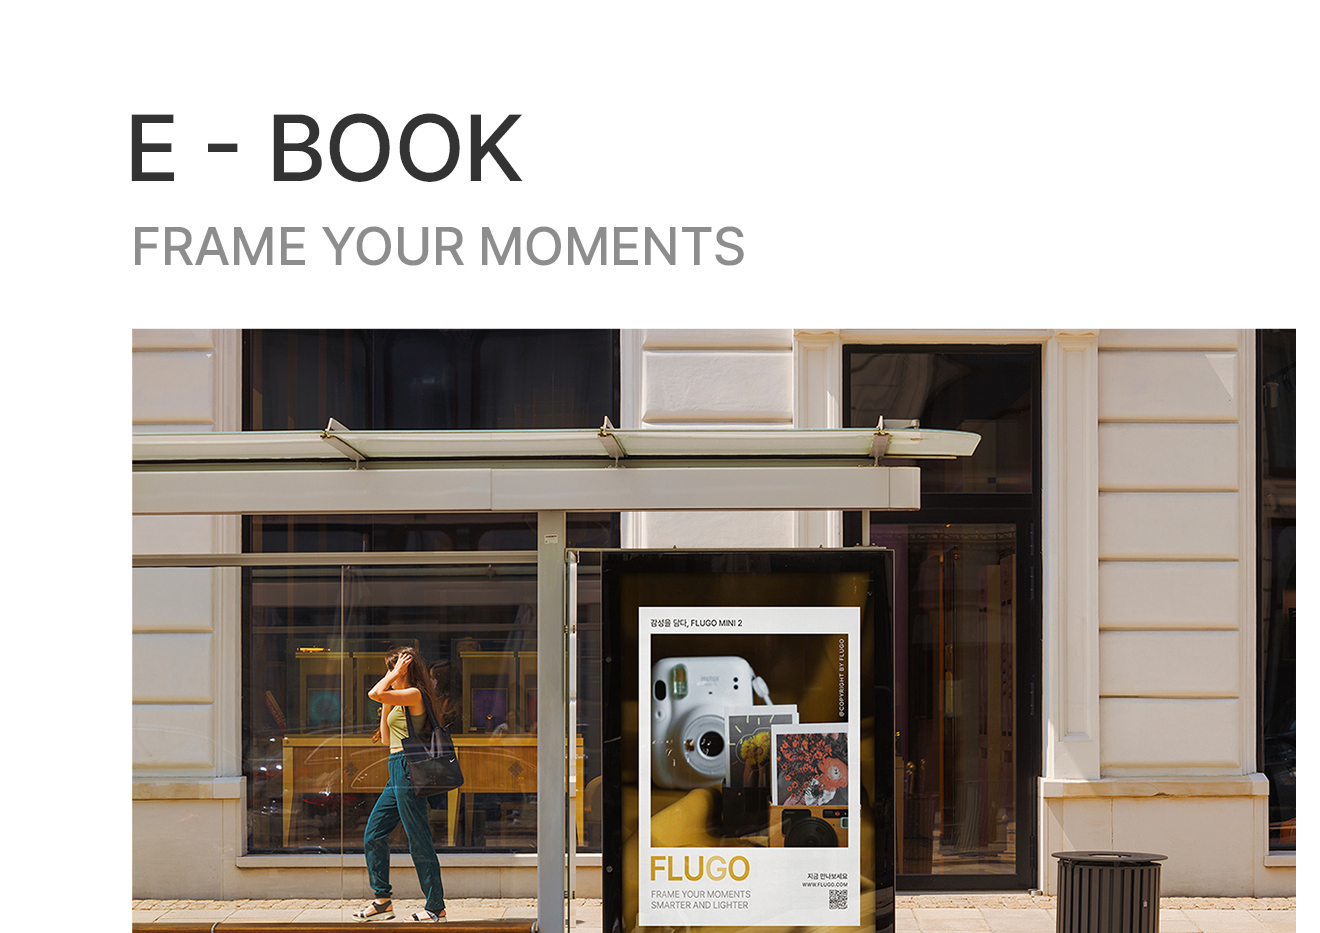 E - BOOK
FRAME YOUR MOMENTS
감성을 담다, FLUGO MINI 2
@COPYRIGHT BY FLUGO
instax
FLUGO
FRAME YOUR MOMENTS
SMARTER AND LIGHTER
지금 만나보세요
WWW.FLUGO.COM